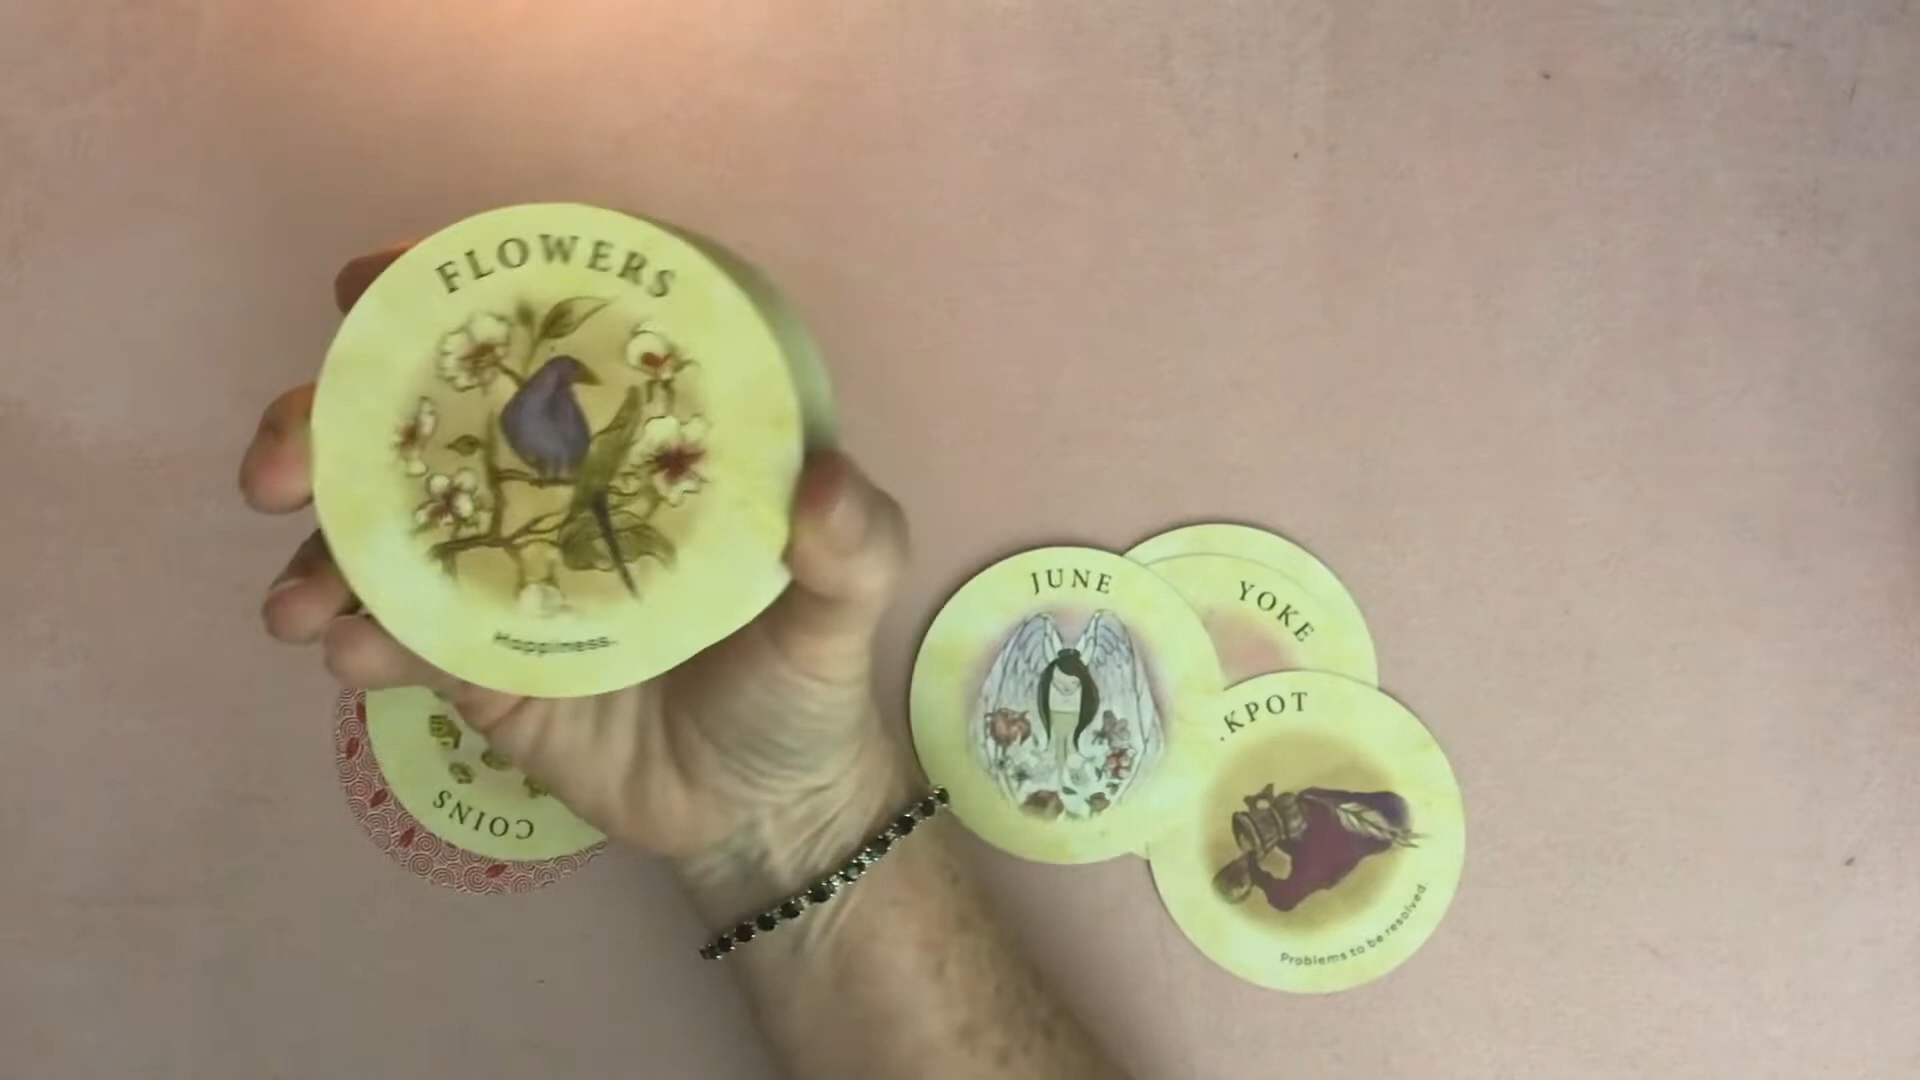 FLOWERS
Happiness.
JUNE
YOKE
.KPOT
Problems to be resolved
COINS